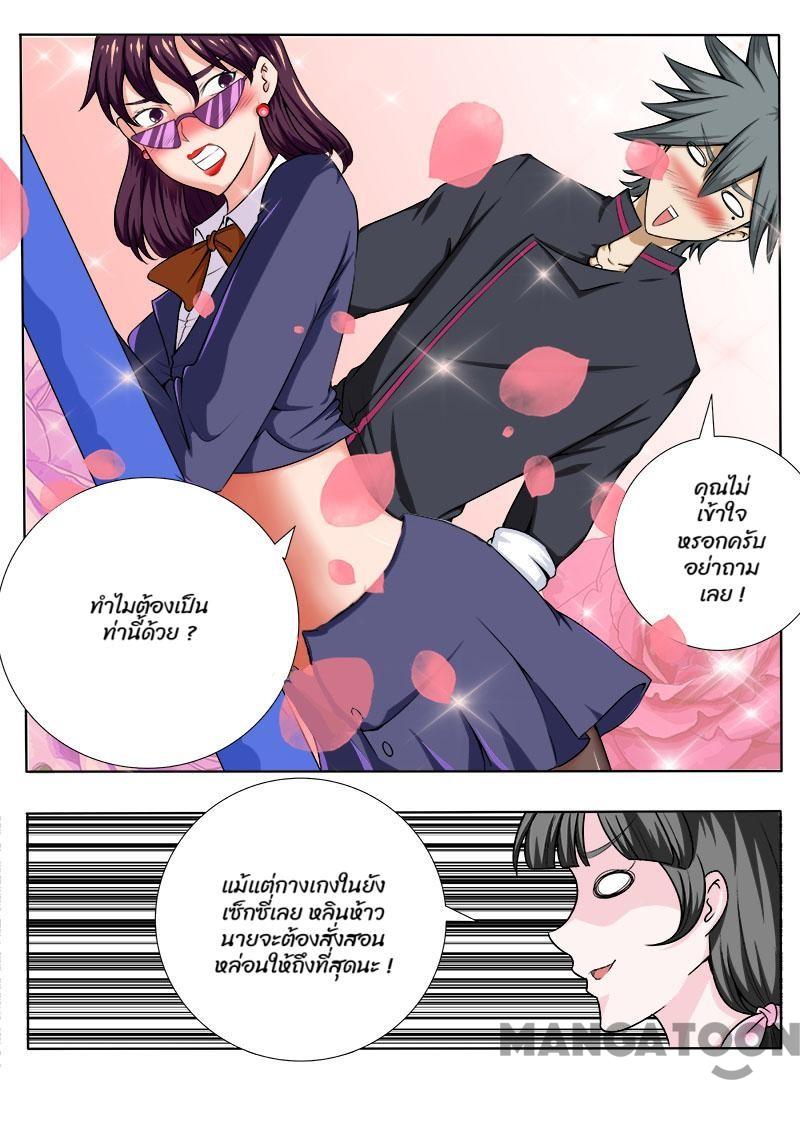 คุณไม่
เข้าใจ
หรอกครับ
อย่าถาม
เลย !
ทำไมต้องเป็น
ท่านี้ด้วย ?
แม้แต่กางเกงในยัง
เซ็กซี่เลย หลินห้าว
นายจะต้องสั่งสอน
หล่อนให้ถึงที่สุดนะ !
MANGATOON